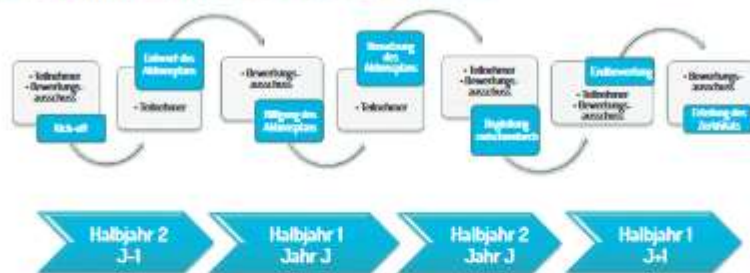 • Teilnehmer
• Bewertungs-
ausschuss
Kick-off
Entwurf des
Aktionsplans
• Teilnehmer
• Bewertungs-
ausschuss
Billigung des
Aktionsplans
Umsetzung
des
Aktionsplans
• Teilnehmer
• Teilnehmer
• Bewertungs-
ausschuss
Begleitung
Endbewertung
• Teilnehmer
• Bewertungs-
ausschuss
• Bewertungs-
ausschuss
Erteilung des
Zertifikats
Halbjahr 2
J-1
Halbjahr 1
Jahr J
Halbjahr 2
Jahr J
Halbjahr 1
J+1